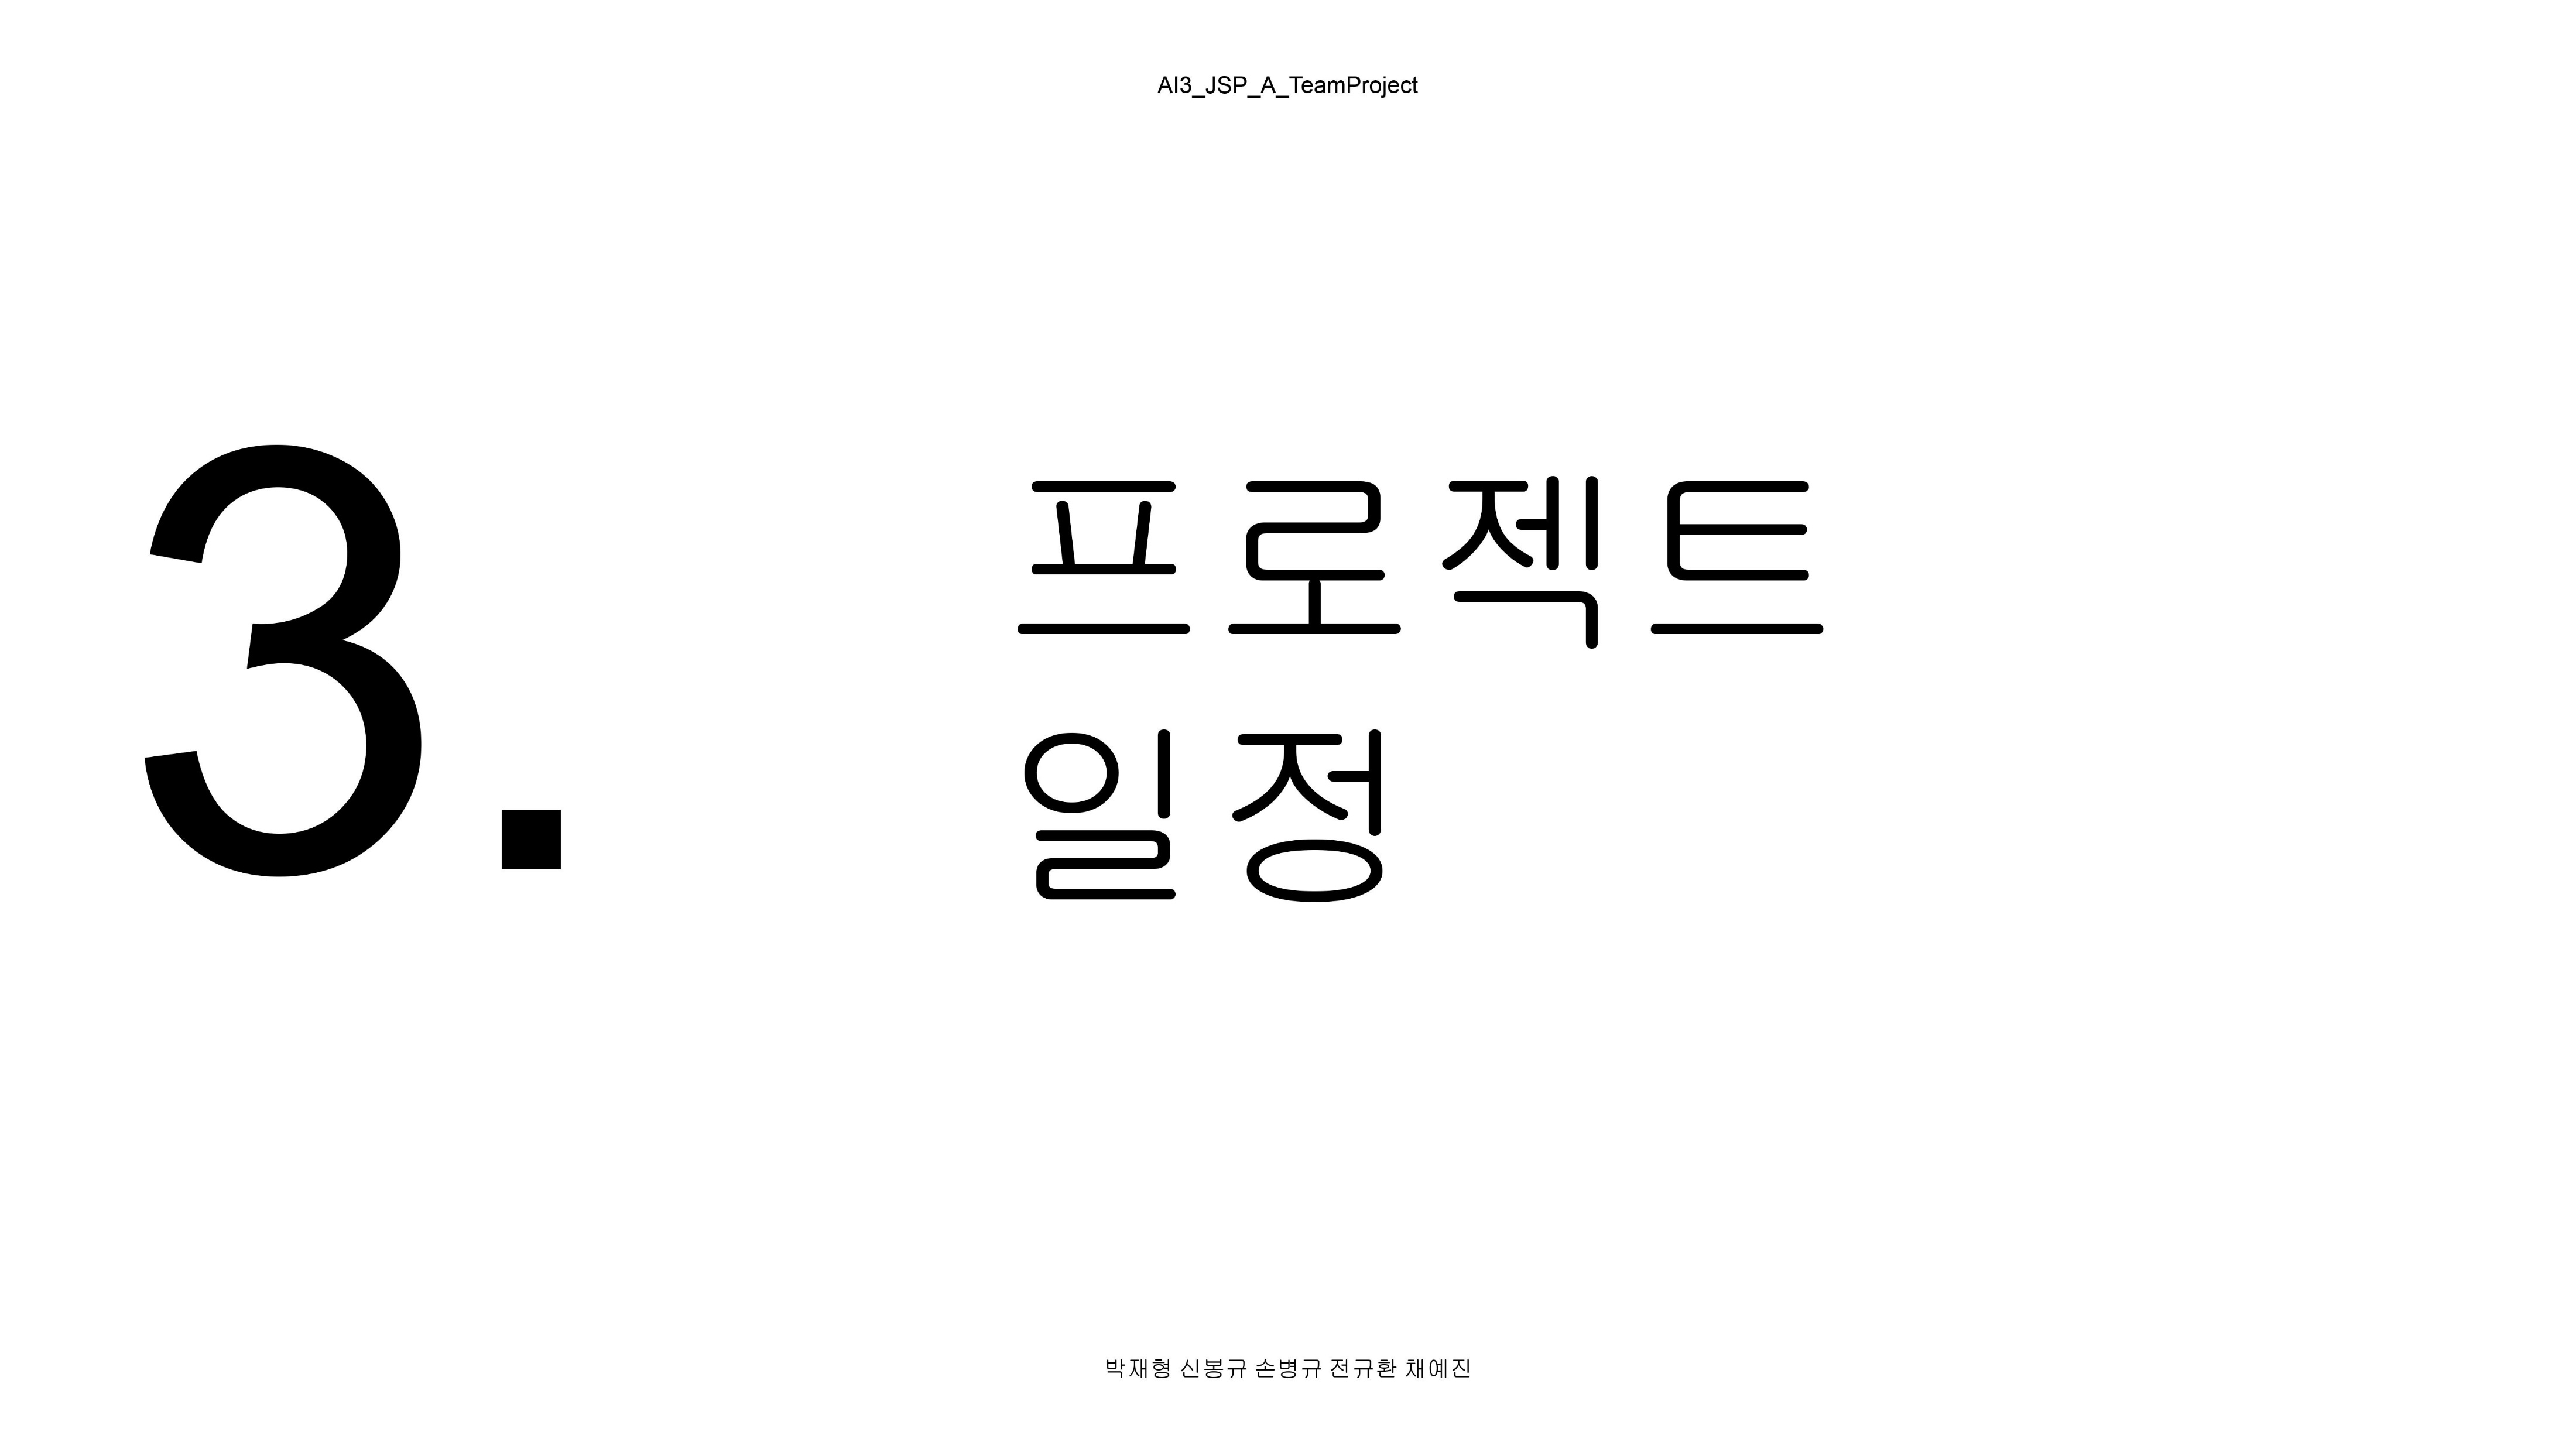 AI3_JSP_A_TeamProject
3.
프로젝트
일정
박재형 신봉규 손병규 전규환 채예진